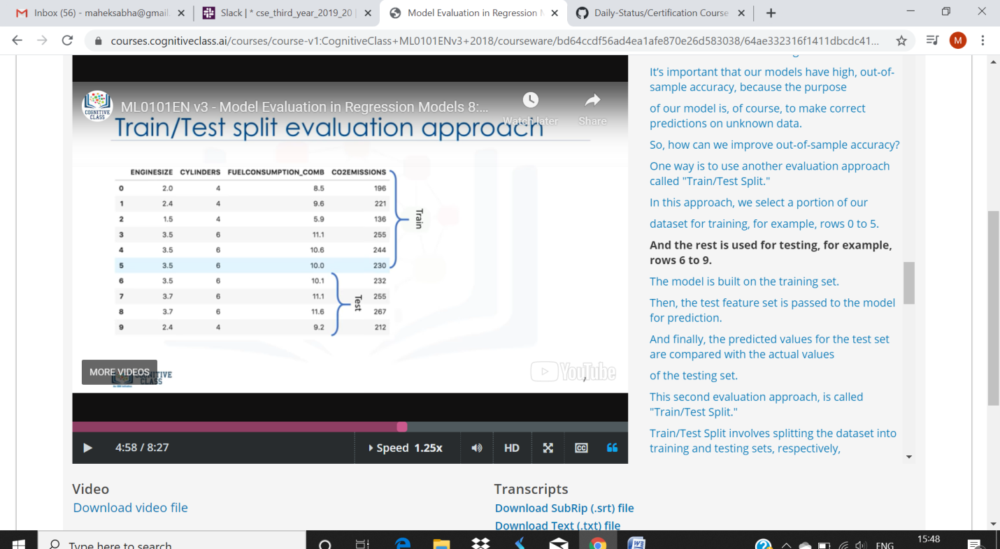 Inbox (56) - maheksabha@gmail.
Slack | * cse_third_year_2019_20 |
Model Evaluation in Regression M
Daily-Status/Certification Course
courses.cognitiveclass.ai/courses/course-v1:CognitiveClass+ML0101ENv3+2018/courseware/bd64ccdf56ad4ea1afe870e26d583038/64ae332316f1411dbcdc41...
M
COGNITIVE
CLASS
ML0101EN v3 - Model Evaluation in Regression Models 8:...
Watch later
Share
Train/Test split evaluation approach
ENGINESIZE CYLINDERS FUELCONSUMPTION_COMB CO2EMISSIONS
0 2.0 4 8.5 196
1 2.4 4 9.6 221
2 1.5 4 5.9 136
3 3.5 6 11.1 255
4 3.5 6 10.6 244
5 3.5 6 10.0 230
6 3.5 6 10.1 232
7 3.7 6 11.1 255
8 3.7 6 11.6 267
9 2.4 4 9.2 212
Train
Test
MORE VIDEOS
YouTube
4:58 / 8:27
Speed 1.25x
HD
CC
It's important that our models have high, out-of-
sample accuracy, because the purpose
of our model is, of course, to make correct
predictions on unknown data.
So, how can we improve out-of-sample accuracy?
One way is to use another evaluation approach
called "Train/Test Split."
In this approach, we select a portion of our
dataset for training, for example, rows 0 to 5.
And the rest is used for testing, for example,
rows 6 to 9.
The model is built on the training set.
Then, the test feature set is passed to the model
for prediction.
And finally, the predicted values for the test set
are compared with the actual values
of the testing set.
This second evaluation approach, is called
"Train/Test Split."
Train/Test Split involves splitting the dataset into
training and testing sets, respectively,
Video
Download video file
Transcripts
Download SubRip (.srt) file
Download Text (.txt) file
Type here to search
ENG
15:48